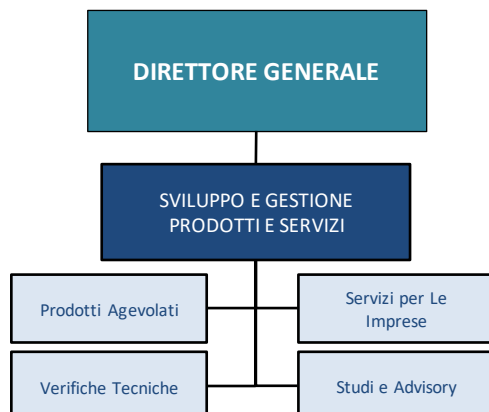 DIRETTORE GENERALE
SVILUPPO E GESTIONE
PRODOTTI E SERVIZI
Prodotti Agevolati
Servizi per Le
Imprese
Verifiche Tecniche
Studi e Advisory